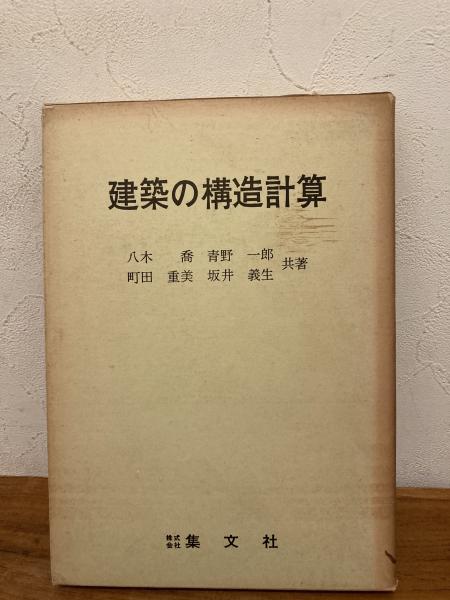 建築の構造計算
八木 喬 青野 一郎
町田 重美 坂井 義生 共著
株式会社 集文社